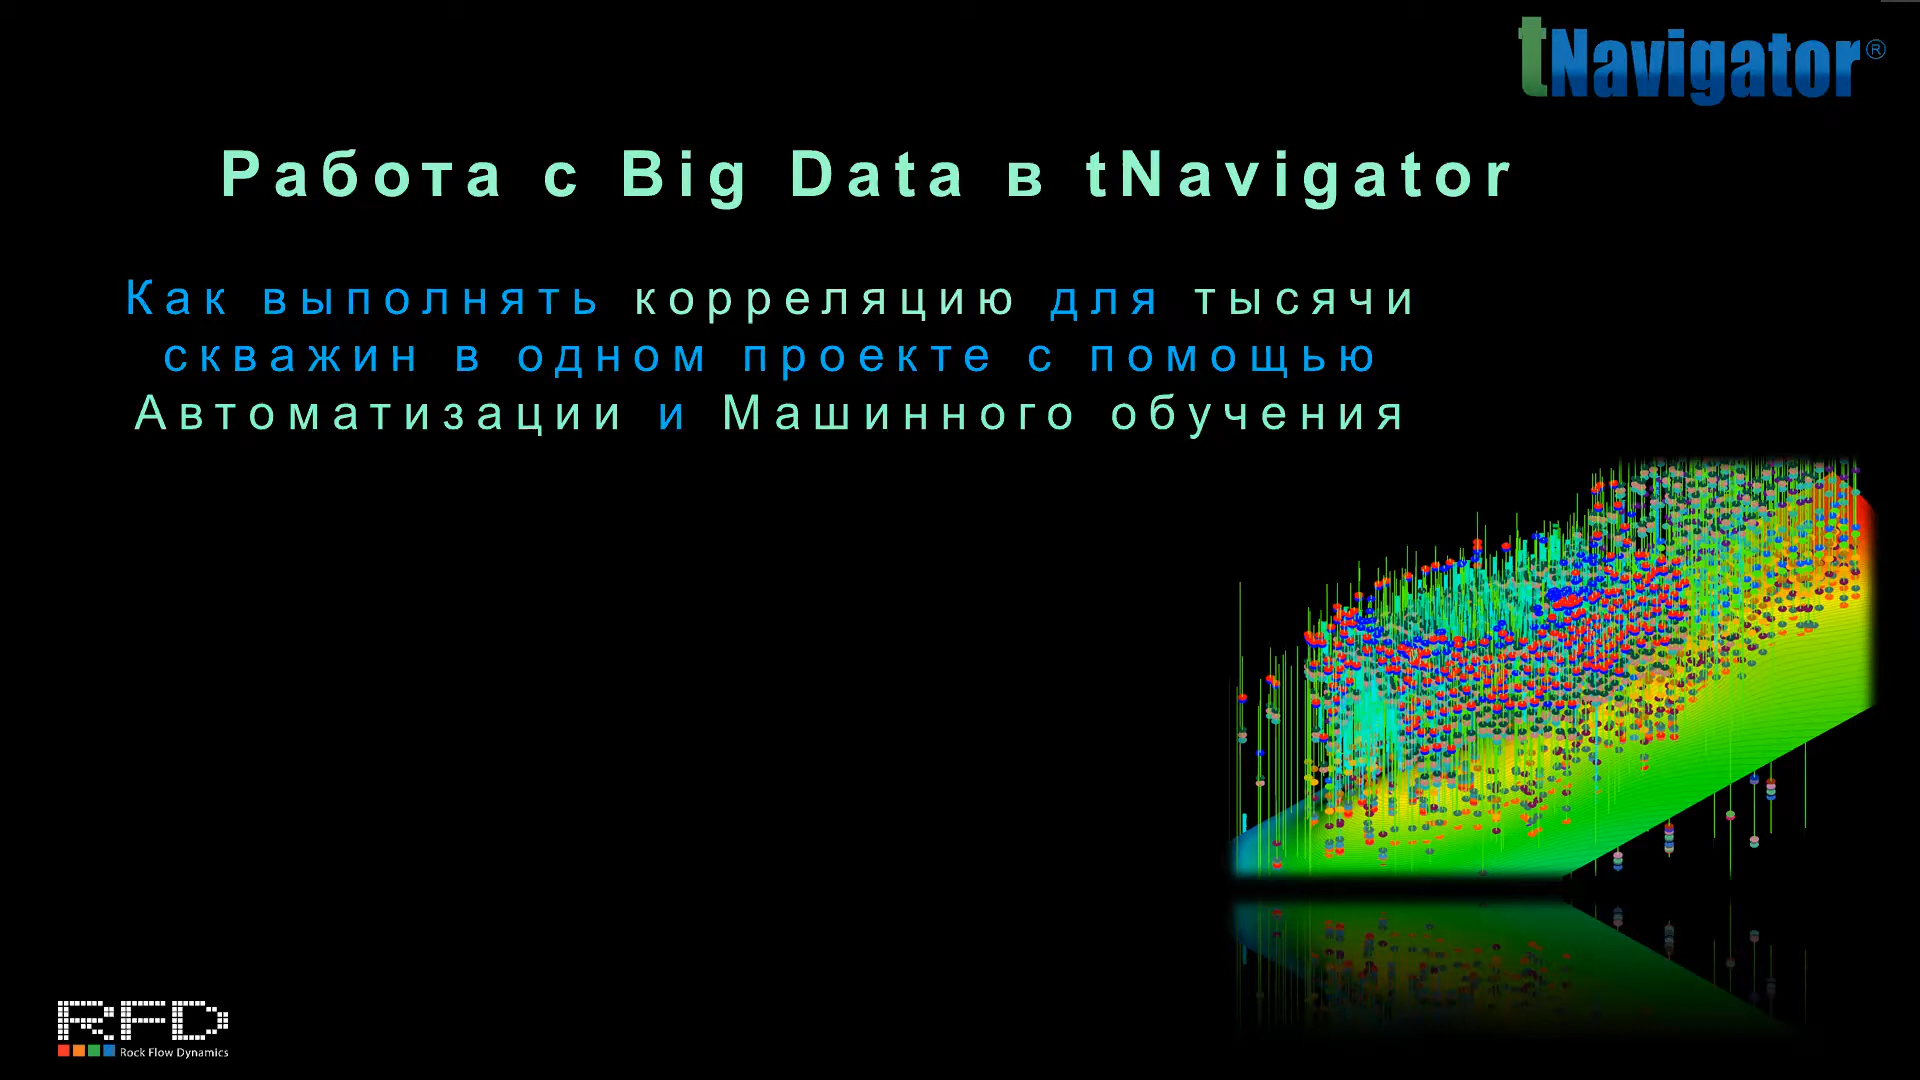 tNavigator®
Работа с Big Data в tNavigator
Как выполнять корреляцию для тысячи
скважин в одном проекте с помощью
Автоматизации и Машинного обучения
RFD
Rock Flow Dynamics